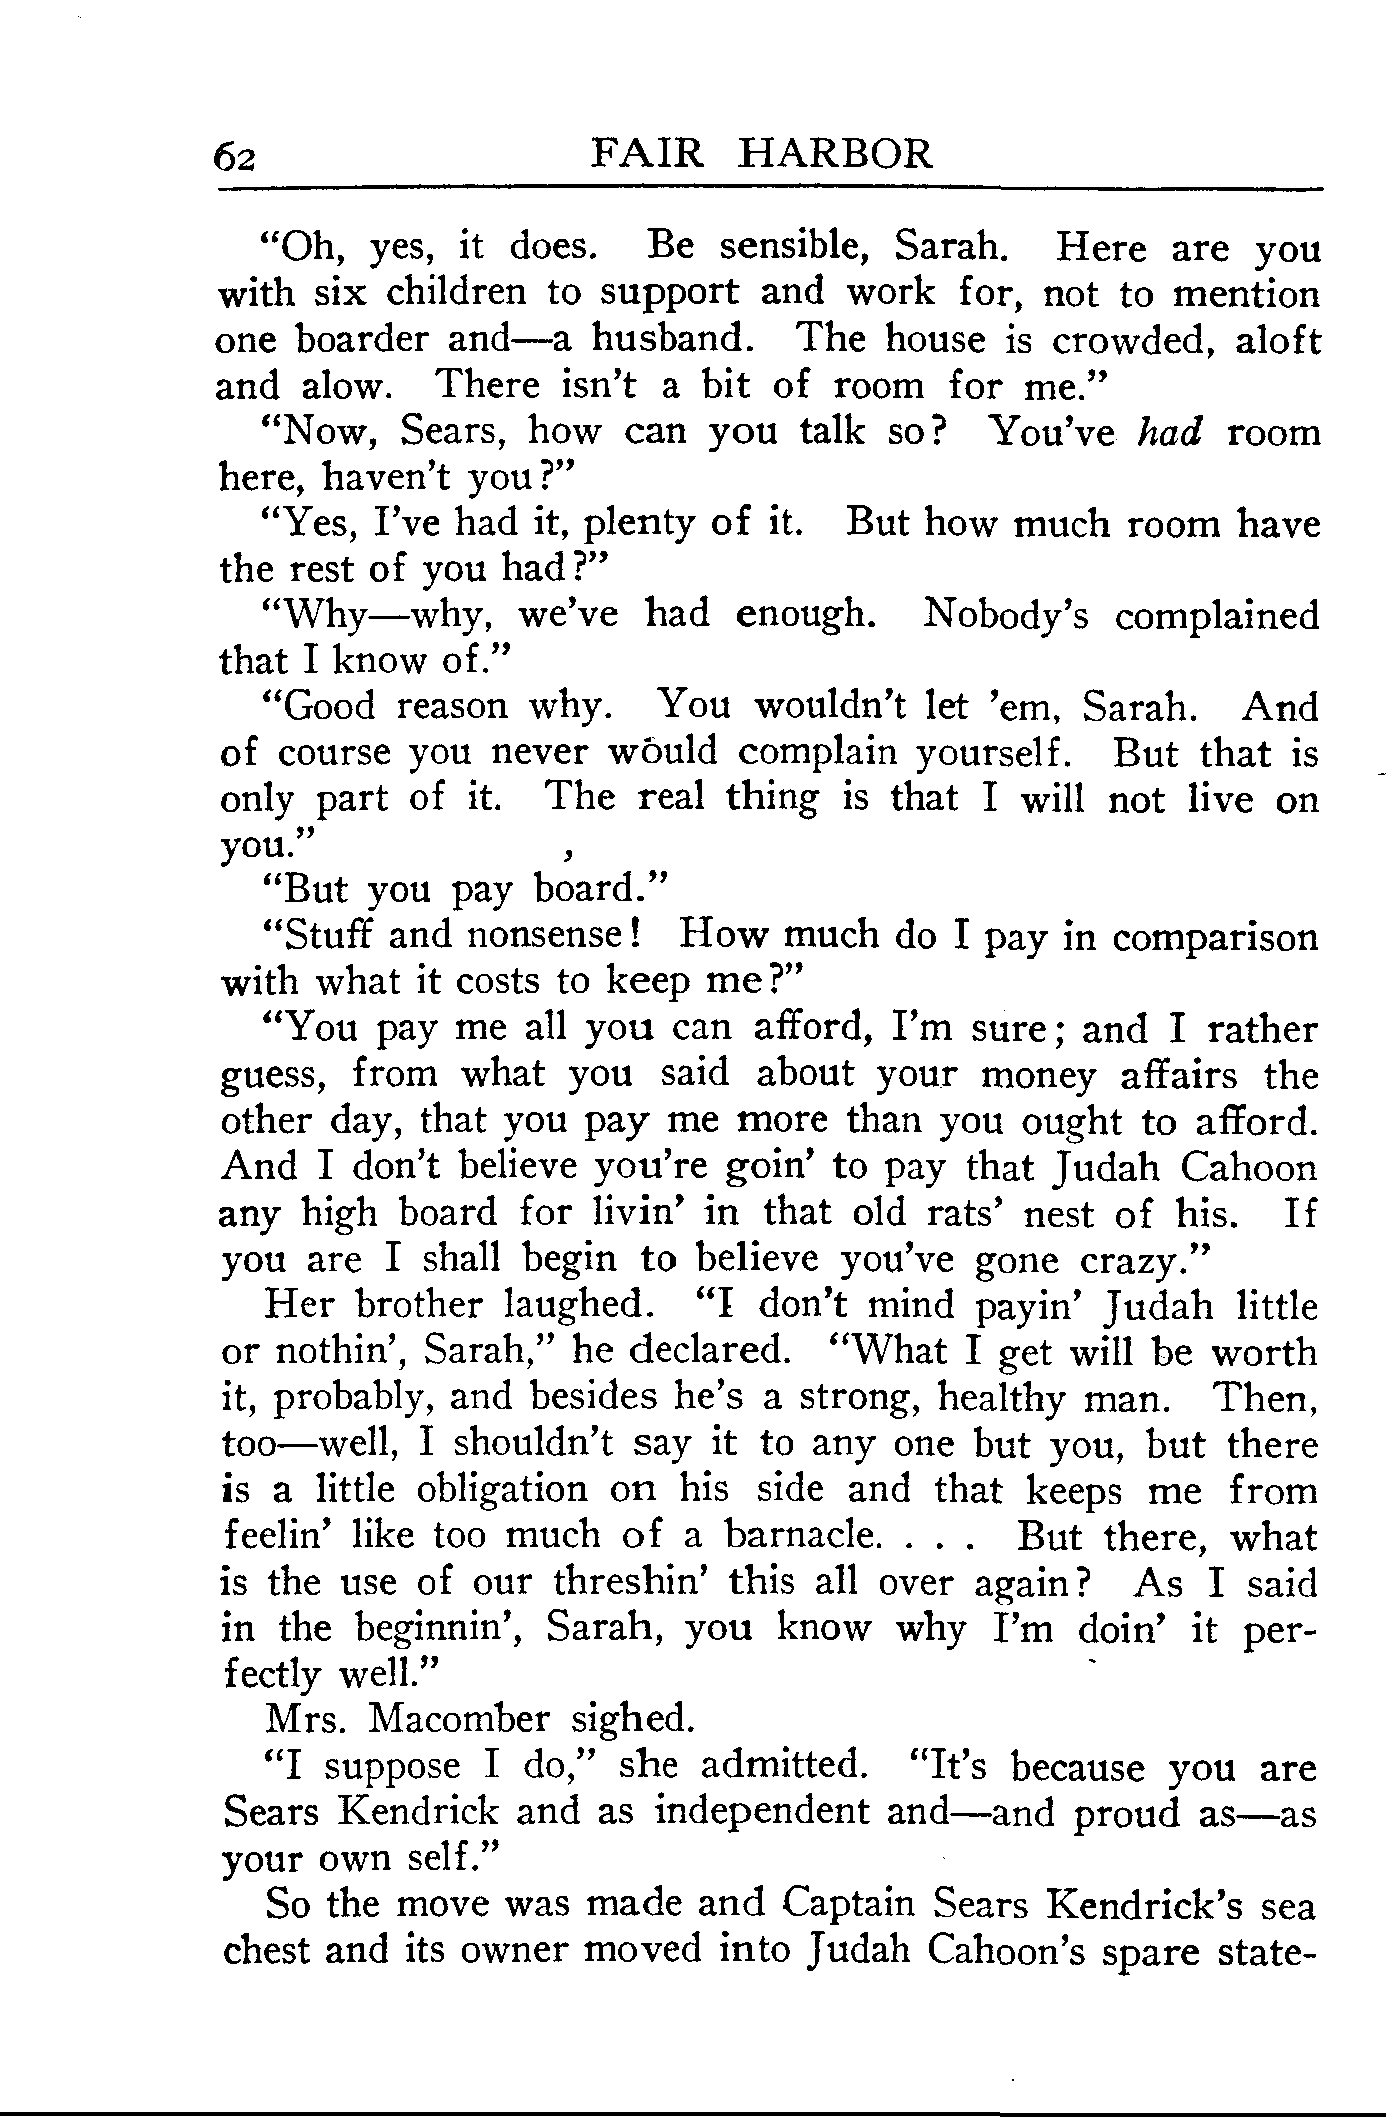 62 FAIR HARBOR
“Oh, yes, it does. Be sensible, Sarah. Here are you
with six children to support and work for, not to mention
one boarder and—a husband. The house is crowded, aloft
and alow. There isn’t a bit of room for me.”
“Now, Sears, how can you talk so? You’ve had room
here, haven’t you?”
“Yes, I’ve had it, plenty of it. But how much room have
the rest of you had?”
“Why—why, we’ve had enough. Nobody’s complained
that I know of.”
“Good reason why. You wouldn’t let ’em, Sarah. And
of course you never would complain yourself. But that is
only part of it. The real thing is that I will not live on
you.”
“But you pay board.”
“Stuff and nonsense! How much do I pay in comparison
with what it costs to keep me?”
“You pay me all you can afford, I’m sure; and I rather
guess, from what you said about your money affairs the
other day, that you pay me more than you ought to afford.
And I don’t believe you’re goin’ to pay that Judah Cahoon
any high board for livin’ in that old rats’ nest of his. If
you are I shall begin to believe you’ve gone crazy.”
Her brother laughed. “I don’t mind payin’ Judah little
or nothin’, Sarah,” he declared. “What I get will be worth
it, probably, and besides he’s a strong, healthy man. Then,
too—well, I shouldn’t say it to any one but you, but there
is a little obligation on his side and that keeps me from
feelin’ like too much of a barnacle. . . . But there, what
is the use of our threshin’ this all over again? As I said
in the beginnin’, Sarah, you know why I’m doin’ it per-
fectly well.”
Mrs. Macomber sighed.
“I suppose I do,” she admitted. “It’s because you are
Sears Kendrick and as independent and—and proud as—as
your own self.”
So the move was made and Captain Sears Kendrick’s sea
chest and its owner moved into Judah Cahoon’s spare state-